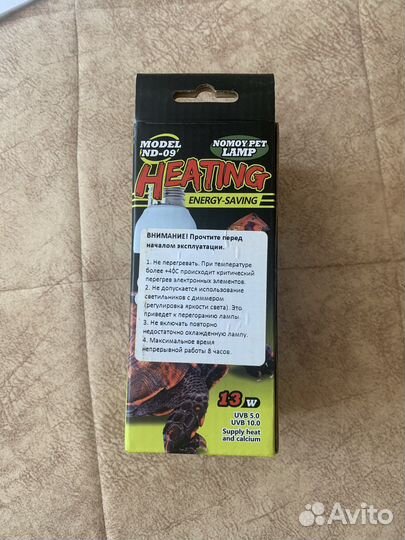 MODEL
ND-09
NOMOY PET
LAMP
HEATING
ENERGY-SAVING
ВНИМАНИЕ! Прочтите перед
началом эксплуатации.
1. Не перегревать. При температуре
более +40С происходит критический
перегрев электронных элементов.
2. Не допускается использование
светильников с диммером
(регулировка яркости света). Это
приведет к перегоранию лампы.
3. Не включать повторно
недостаточно охлажденную лампу.
4. Максимальное время
непрерывной работы 8 часов.
13 W
UVB 5.0
UVB 10.0
Supply heat
and calcium
Avito